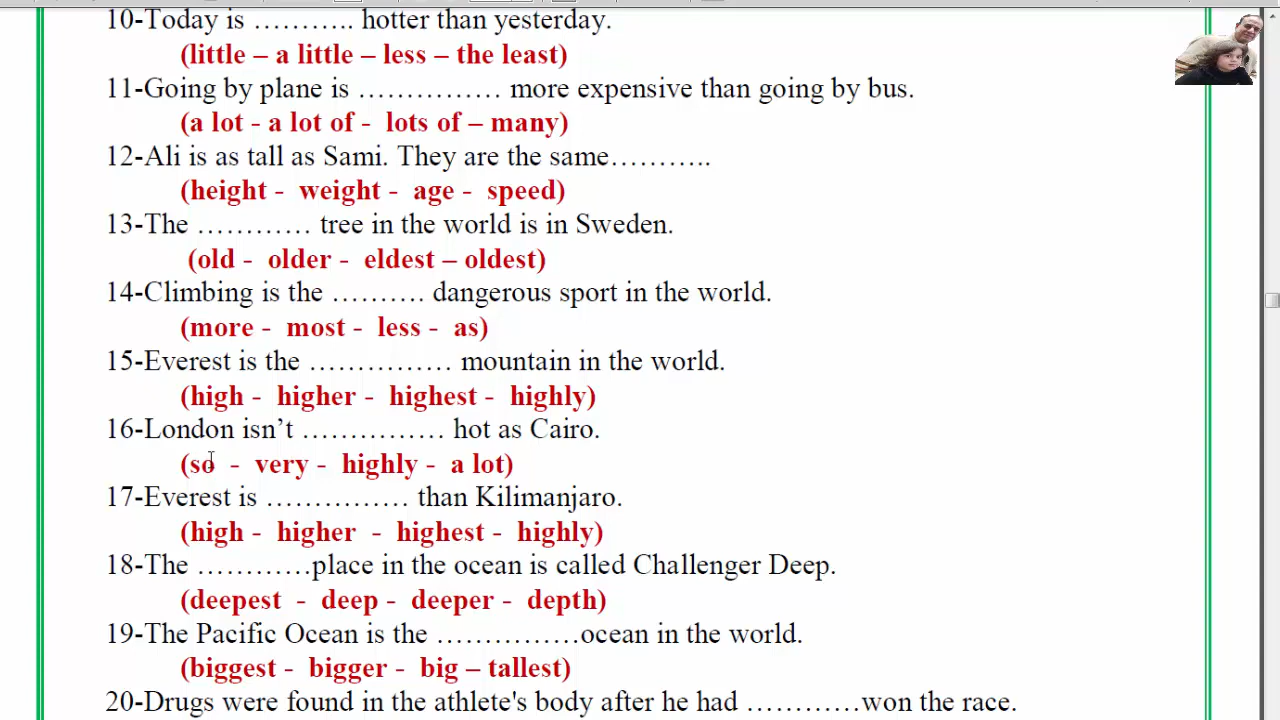 10-Today is ……….. hotter than yesterday.
(little – a little – less – the least)
11-Going by plane is …………… more expensive than going by bus.
(a lot - a lot of - lots of – many)
12-Ali is as tall as Sami. They are the same………..
(height - weight - age - speed)
13-The ………… tree in the world is in Sweden.
(old - older - eldest – oldest)
14-Climbing is the ………. dangerous sport in the world.
(more - most - less - as)
15-Everest is the …………… mountain in the world.
(high - higher - highest - highly)
16-London isn’t …………… hot as Cairo.
(so - very - highly - a lot)
17-Everest is …………… than Kilimanjaro.
(high - higher - highest - highly)
18-The …………place in the ocean is called Challenger Deep.
(deepest - deep - deeper - depth)
19-The Pacific Ocean is the ……………ocean in the world.
(biggest - bigger - big – tallest)
20-Drugs were found in the athlete's body after he had …………won the race.